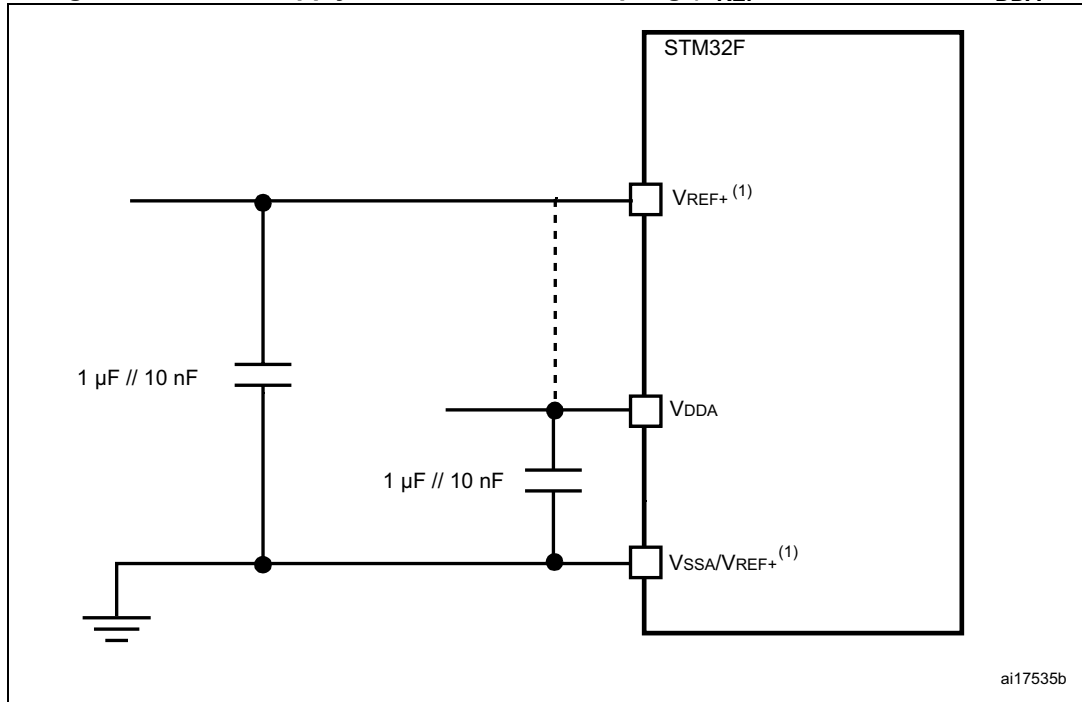 STM32F
VREF+ (1)
1 µF // 10 nF
VDDA
1 µF // 10 nF
VSSA/VREF+ (1)
ai17535b